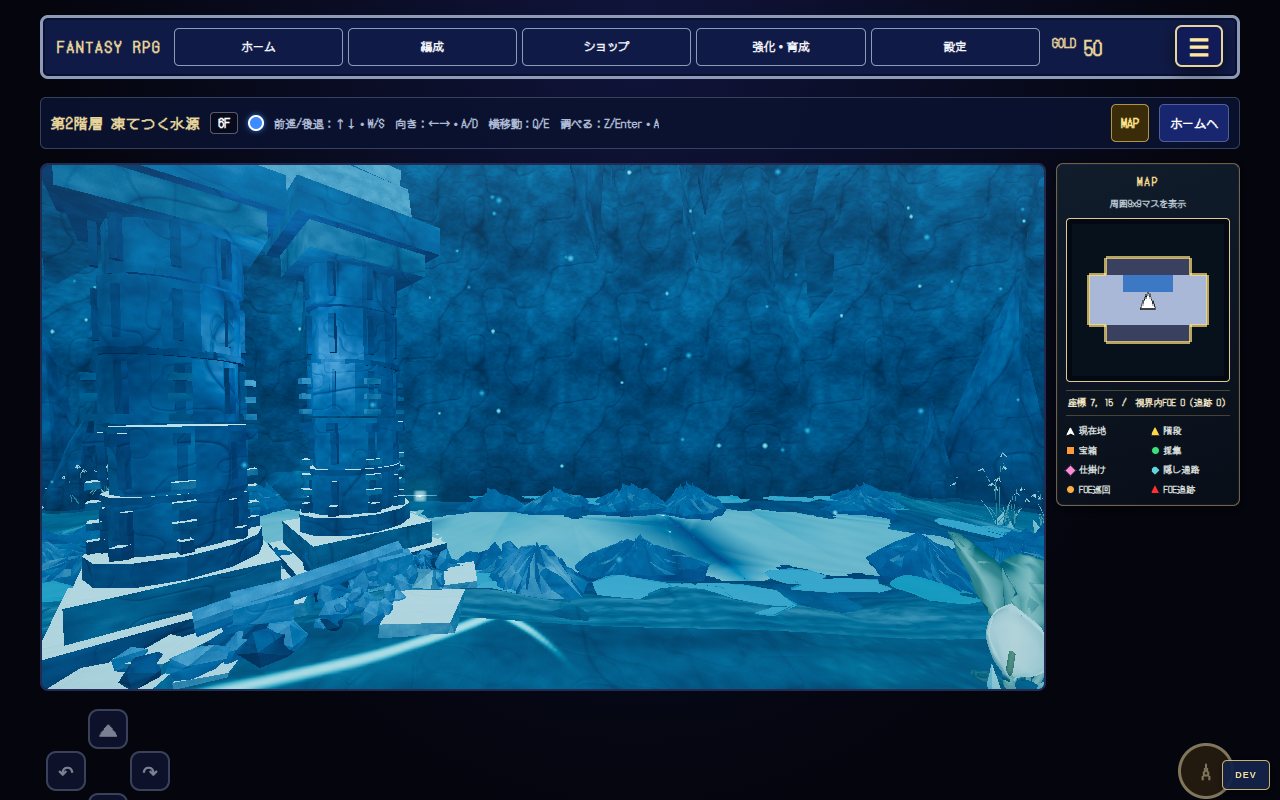 FANTASY RPG ホーム 編成 ショップ 強化・育成 設定 GOLD 50
第2階層 凍てつく水源 6F 前進/後退:↑↓・W/S 向き:←→・A/D 横移動:Q/E 調べる:Z/Enter・A MAP ホームへ
MAP
周囲9x9マスを表示
座標 7, 15 / 視界内FOE 0 (追跡 0)
現在地 階段
宝箱 採集
仕掛け 隠し通路
FOE巡回 FOE追跡
A
DEV